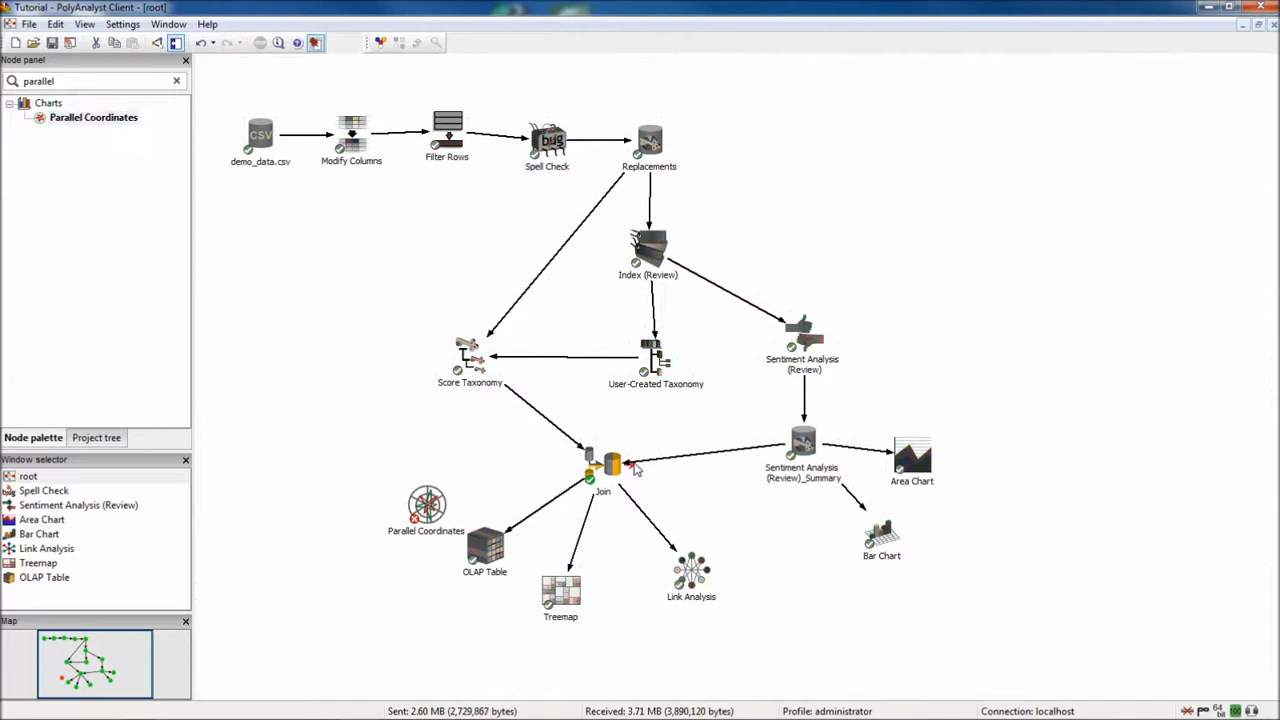 Tutorial - PolyAnalyst Client - [root]
File Edit View Settings Window Help
Node panel
parallel
Charts
Parallel Coordinates
Node palette Project tree
Window selector
root
Spell Check
Sentiment Analysis (Review)
Area Chart
Bar Chart
Link Analysis
Treemap
OLAP Table
Map
CSV
demo_data.csv
Modify Columns
Filter Rows
bug
Spell Check
Replacements
Index (Review)
Sentiment Analysis
(Review)
Score Taxonomy
User-Created Taxonomy
Sentiment Analysis
(Review)_Summary
Area Chart
Join
Parallel Coordinates
OLAP Table
Treemap
Link Analysis
Bar Chart
Sent: 2.60 MB (2,729,867 bytes) Received: 3.71 MB (3,890,120 bytes) Profile: administrator Connection: localhost
64
bit